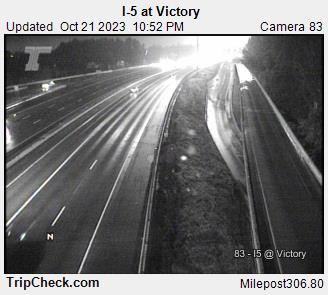 I-5 at Victory
Updated Oct 21 2023 10:52 PM Camera 83
T
N
83 - I5 @ Victory
TripCheck.com Milepost306.80